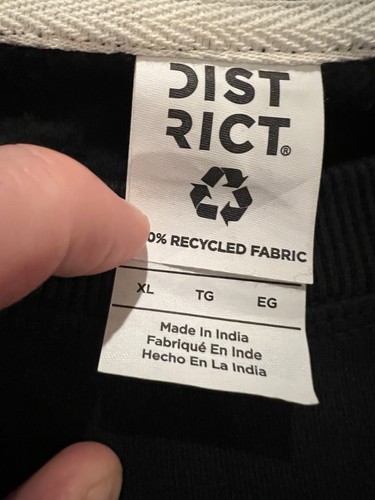 DIST
RICT®
0% RECYCLED FABRIC
XL TG EG
Made In India
Fabriqué En Inde
Hecho En La India